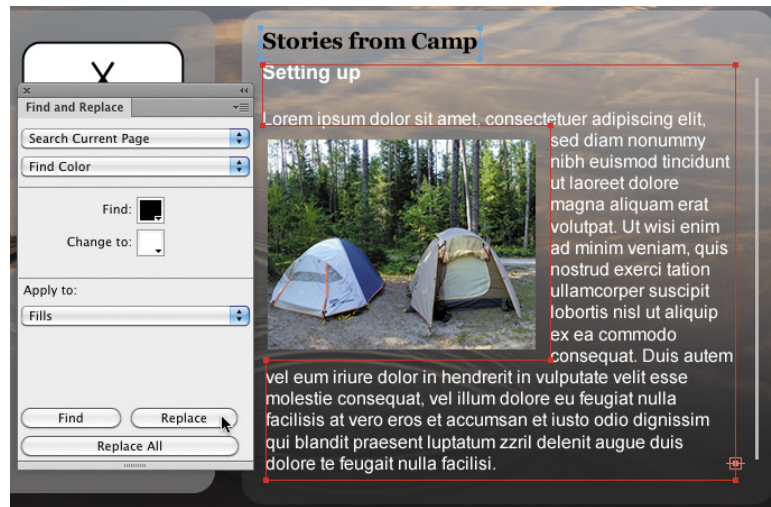 Find and Replace
Search Current Page
Find Color
Find:
Change to:
Apply to:
Fills
Find
Replace
Replace All
Stories from Camp
Setting up
Lorem ipsum dolor sit amet, consectetuer adipiscing elit,
sed diam nonummy
nibh euismod tincidunt
ut laoreet dolore
magna aliquam erat
volutpat. Ut wisi enim
ad minim veniam, quis
nostrud exerci tation
ullamcorper suscipit
lobortis nisl ut aliquip
ex ea commodo
consequat. Duis autem
vel eum iriure dolor in hendrerit in vulputate velit esse
molestie consequat, vel illum dolore eu feugiat nulla
facilisis at vero eros et accumsan et iusto odio dignissim
qui blandit praesent luptatum zzril delenit augue duis
dolore te feugait nulla facilisi.